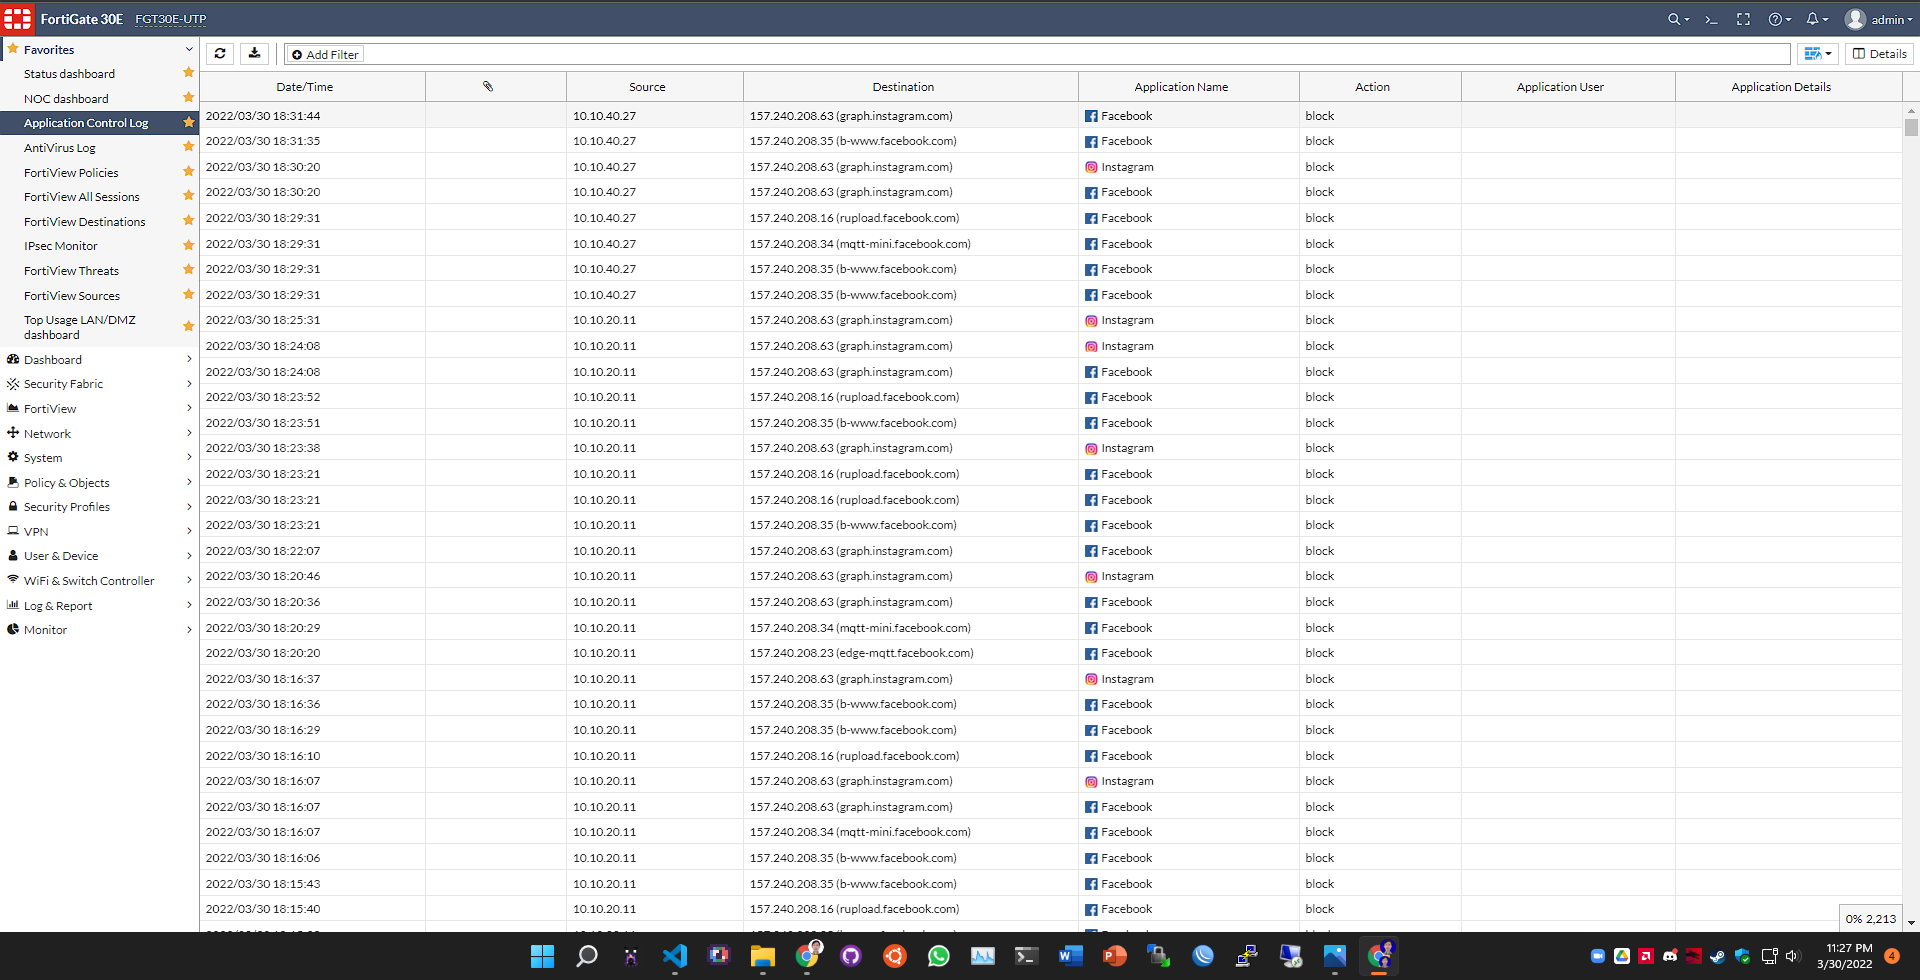 FortiGate 30E FGT30E-UTP admin
Favorites
Status dashboard
NOC dashboard
Application Control Log
AntiVirus Log
FortiView Policies
FortiView All Sessions
FortiView Destinations
IPsec Monitor
FortiView Threats
FortiView Sources
Top Usage LAN/DMZ
dashboard
Dashboard
Security Fabric
FortiView
Network
System
Policy & Objects
Security Profiles
VPN
User & Device
WiFi & Switch Controller
Log & Report
Monitor
Add Filter Details
Date/Time Source Destination Application Name Action Application User Application Details
2022/03/30 18:31:44 10.10.40.27 157.240.208.63 (graph.instagram.com) Facebook block
2022/03/30 18:31:35 10.10.40.27 157.240.208.35 (b-www.facebook.com) Facebook block
2022/03/30 18:30:20 10.10.40.27 157.240.208.63 (graph.instagram.com) Instagram block
2022/03/30 18:30:20 10.10.40.27 157.240.208.63 (graph.instagram.com) Facebook block
2022/03/30 18:29:31 10.10.40.27 157.240.208.16 (rupload.facebook.com) Facebook block
2022/03/30 18:29:31 10.10.40.27 157.240.208.34 (mqtt-mini.facebook.com) Facebook block
2022/03/30 18:29:31 10.10.40.27 157.240.208.35 (b-www.facebook.com) Facebook block
2022/03/30 18:29:31 10.10.40.27 157.240.208.35 (b-www.facebook.com) Facebook block
2022/03/30 18:25:31 10.10.20.11 157.240.208.63 (graph.instagram.com) Instagram block
2022/03/30 18:24:08 10.10.20.11 157.240.208.63 (graph.instagram.com) Instagram block
2022/03/30 18:24:08 10.10.20.11 157.240.208.63 (graph.instagram.com) Facebook block
2022/03/30 18:23:52 10.10.20.11 157.240.208.16 (rupload.facebook.com) Facebook block
2022/03/30 18:23:51 10.10.20.11 157.240.208.35 (b-www.facebook.com) Facebook block
2022/03/30 18:23:38 10.10.20.11 157.240.208.63 (graph.instagram.com) Instagram block
2022/03/30 18:23:21 10.10.20.11 157.240.208.16 (rupload.facebook.com) Facebook block
2022/03/30 18:23:21 10.10.20.11 157.240.208.16 (rupload.facebook.com) Facebook block
2022/03/30 18:23:21 10.10.20.11 157.240.208.35 (b-www.facebook.com) Facebook block
2022/03/30 18:22:07 10.10.20.11 157.240.208.63 (graph.instagram.com) Facebook block
2022/03/30 18:20:46 10.10.20.11 157.240.208.63 (graph.instagram.com) Instagram block
2022/03/30 18:20:36 10.10.20.11 157.240.208.63 (graph.instagram.com) Facebook block
2022/03/30 18:20:29 10.10.20.11 157.240.208.34 (mqtt-mini.facebook.com) Facebook block
2022/03/30 18:20:20 10.10.20.11 157.240.208.23 (edge-mqtt.facebook.com) Facebook block
2022/03/30 18:16:37 10.10.20.11 157.240.208.63 (graph.instagram.com) Instagram block
2022/03/30 18:16:36 10.10.20.11 157.240.208.35 (b-www.facebook.com) Facebook block
2022/03/30 18:16:29 10.10.20.11 157.240.208.35 (b-www.facebook.com) Facebook block
2022/03/30 18:16:10 10.10.20.11 157.240.208.16 (rupload.facebook.com) Facebook block
2022/03/30 18:16:07 10.10.20.11 157.240.208.63 (graph.instagram.com) Instagram block
2022/03/30 18:16:07 10.10.20.11 157.240.208.63 (graph.instagram.com) Facebook block
2022/03/30 18:16:07 10.10.20.11 157.240.208.34 (mqtt-mini.facebook.com) Facebook block
2022/03/30 18:16:06 10.10.20.11 157.240.208.35 (b-www.facebook.com) Facebook block
2022/03/30 18:15:43 10.10.20.11 157.240.208.35 (b-www.facebook.com) Facebook block
2022/03/30 18:15:40 10.10.20.11 157.240.208.16 (rupload.facebook.com) Facebook block
0% 2,213
11:27 PM
3/30/2022
4